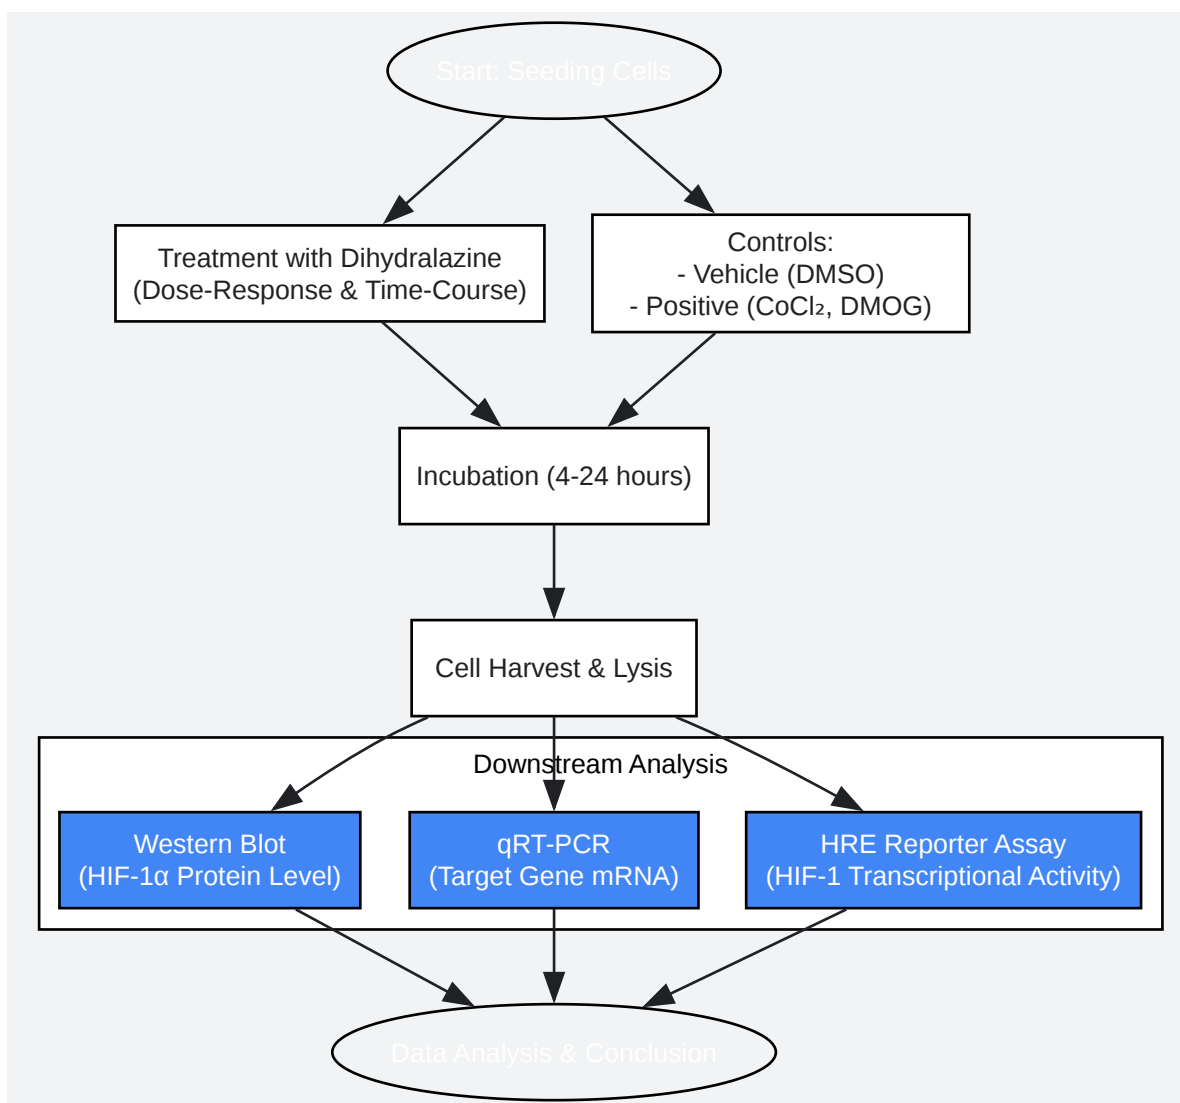 Start: Seeding Cells
Treatment with Dihydralazine
(Dose-Response & Time-Course)
Controls:
- Vehicle (DMSO)
- Positive (CoCl₂, DMOG)
Incubation (4-24 hours)
Cell Harvest & Lysis
Downstream Analysis
Western Blot
(HIF-1α Protein Level)
qRT-PCR
(Target Gene mRNA)
HRE Reporter Assay
(HIF-1 Transcriptional Activity)
Data Analysis & Conclusion